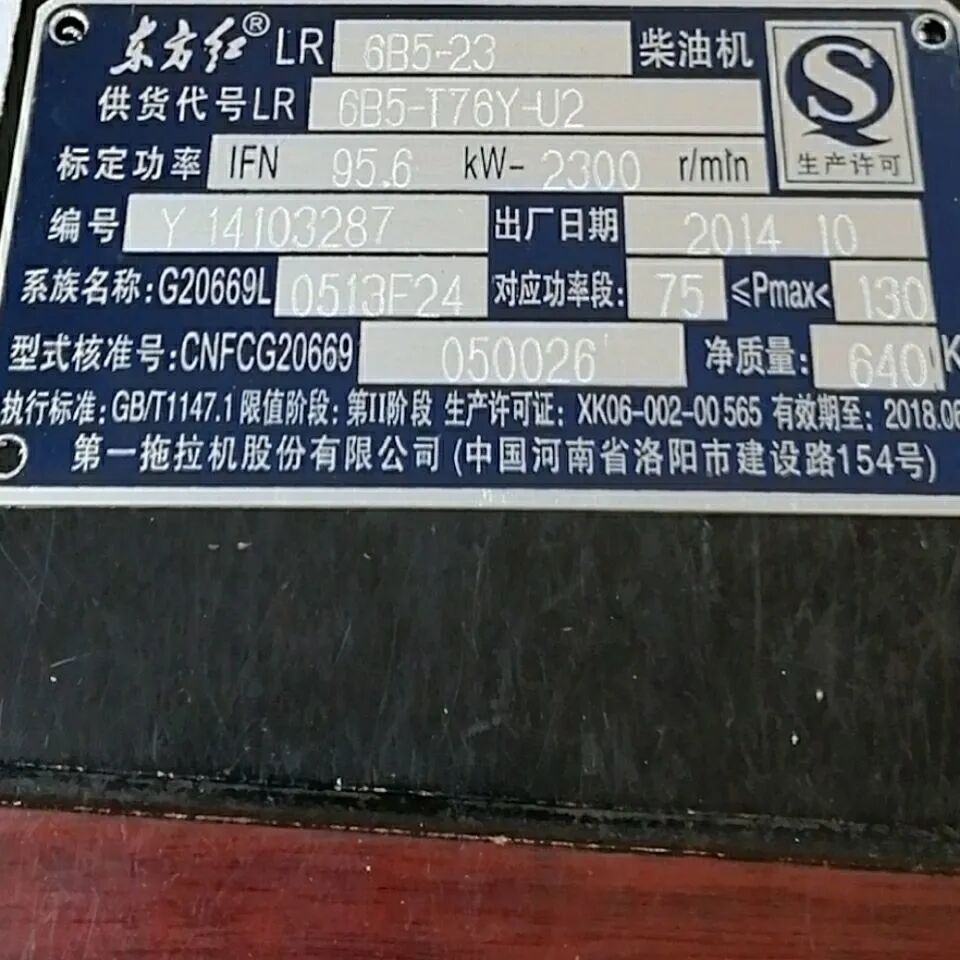 东方红® LR 6B5-23 柴油机
供货代号LR 6B5-T76Y-U2
标定功率 IFN 95.6 kW- 2300 r/min
S
生产许可
编号 Y 14103287 出厂日期 2014 10
系族名称:G20669L 0513F24 对应功率段: 75 ≤Pmax< 130
型式核准号:CNFCG20669 050026 净质量: 640 K
执行标准: GB/T1147.1 限值阶段: 第II阶段 生产许可证: XK06-002-00 565 有效期至: 2018.06
第一拖拉机股份有限公司 (中国河南省洛阳市建设路154号)